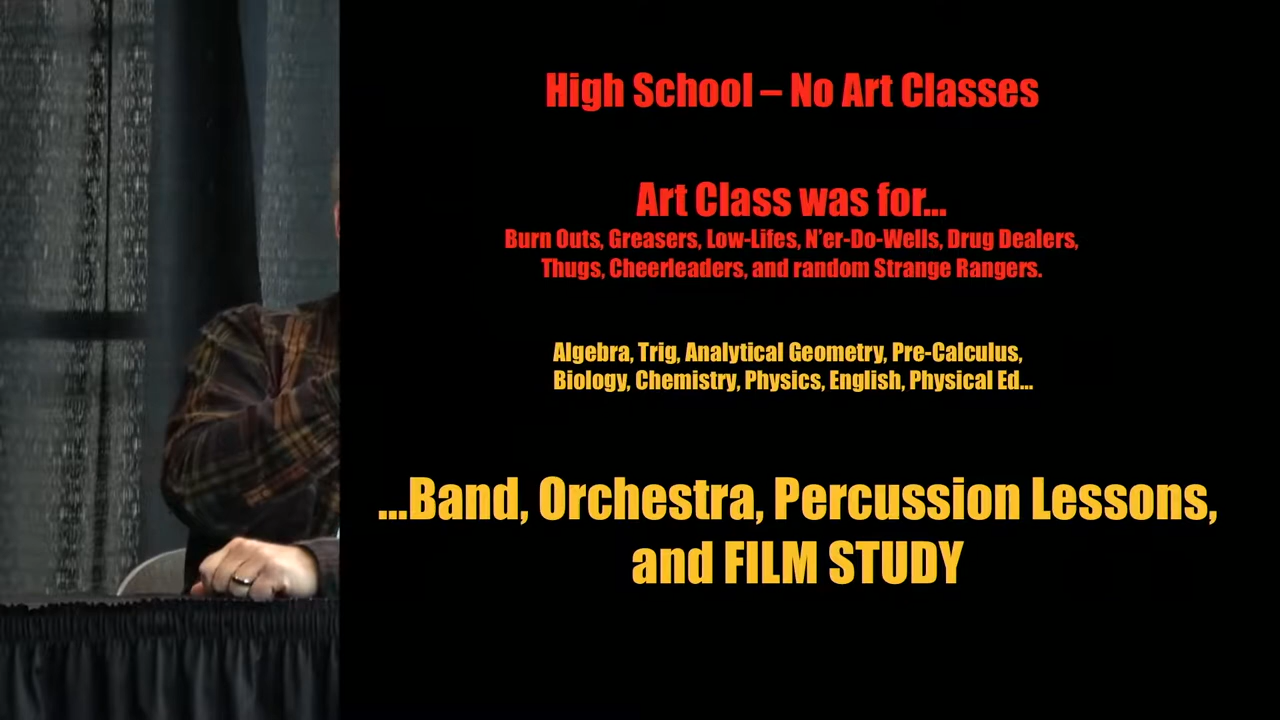 High School – No Art Classes
Art Class was for...
Burn Outs, Greasers, Low-Lifes, N'er-Do-Wells, Drug Dealers,
Thugs, Cheerleaders, and random Strange Rangers.
Algebra, Trig, Analytical Geometry, Pre-Calculus,
Biology, Chemistry, Physics, English, Physical Ed...
...Band, Orchestra, Percussion Lessons,
and FILM STUDY